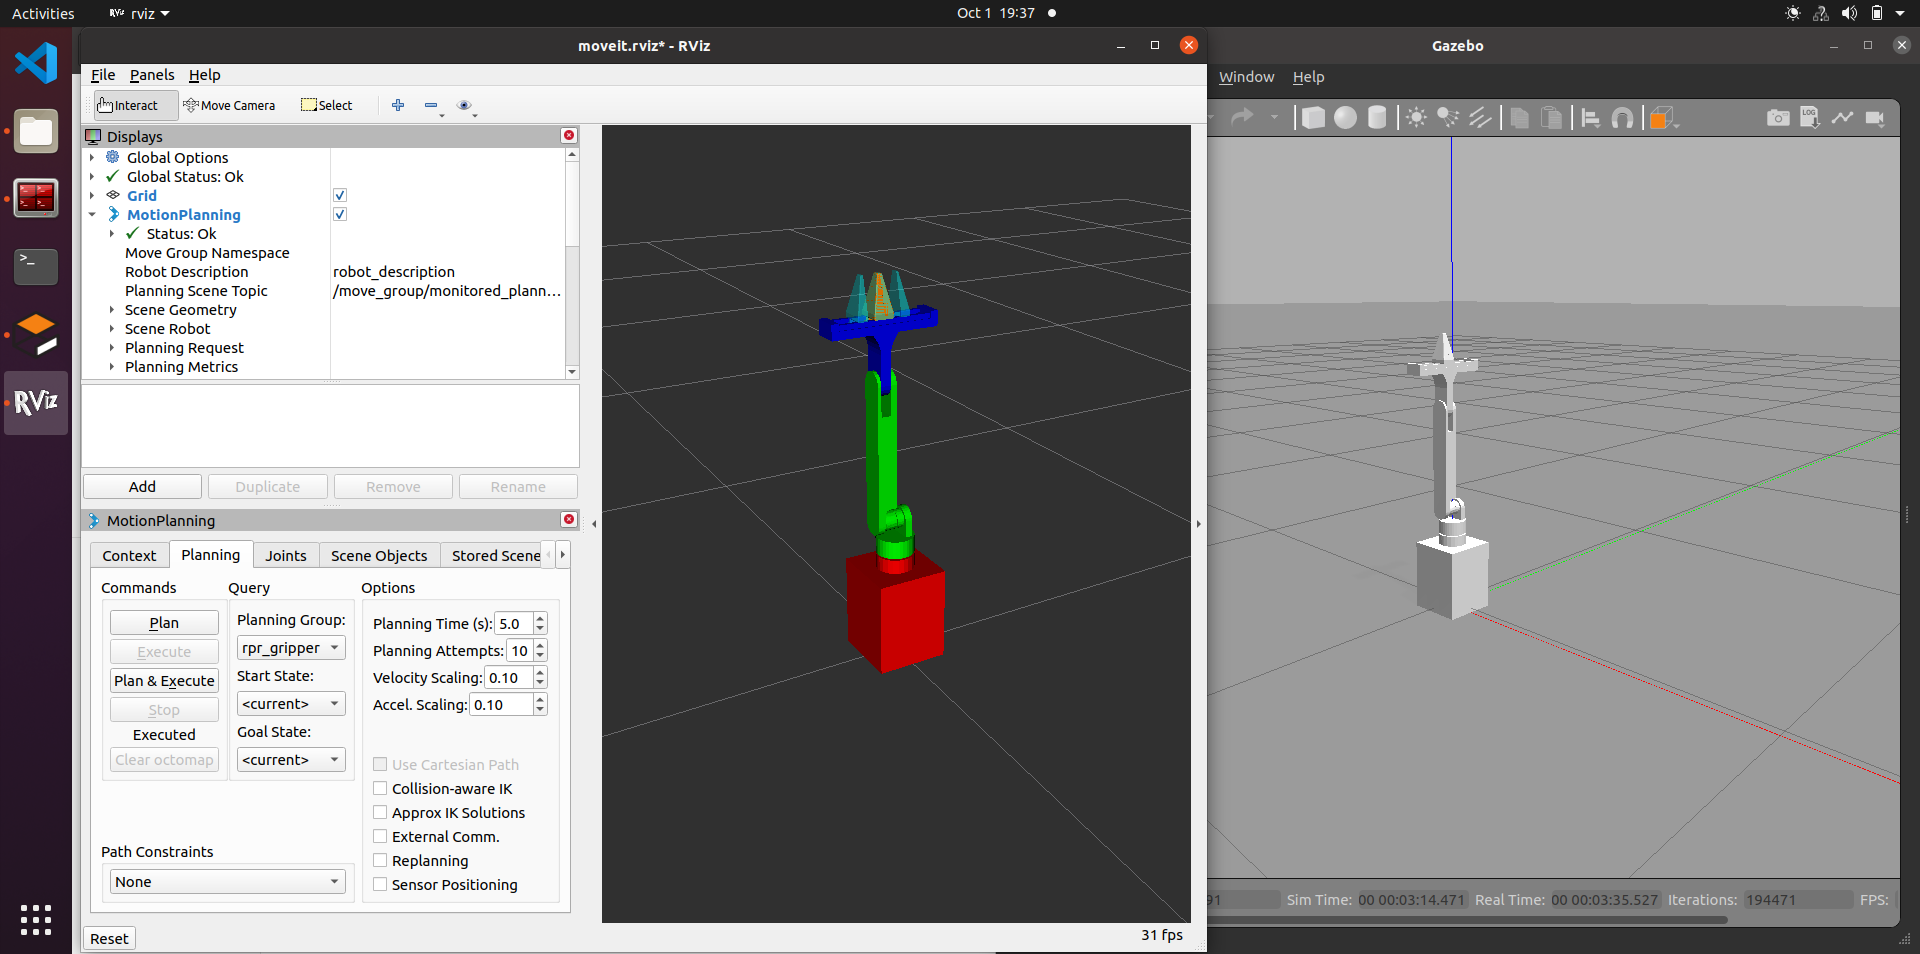 Activities
RViz rviz
Oct 1 19:37
moveit.rviz* - RViz
Gazebo
File Panels Help
Window Help
Interact
Move Camera
Select
LOG
Displays
Global Options
Global Status: Ok
Grid
MotionPlanning
Status: Ok
Move Group Namespace
Robot Description robot_description
Planning Scene Topic /move_group/monitored_plann...
Scene Geometry
Scene Robot
Planning Request
Planning Metrics
>_
RViz
Add Duplicate Remove Rename
MotionPlanning
Context Planning Joints Scene Objects Stored Scene
Commands Query Options
Plan
Execute
Plan & Execute
Stop
Executed
Clear octomap
Planning Group:
rpr_gripper
Start State:
<current>
Goal State:
<current>
Planning Time (s): 5.0
Planning Attempts: 10
Velocity Scaling: 0.10
Accel. Scaling: 0.10
Use Cartesian Path
Collision-aware IK
Approx IK Solutions
External Comm.
Replanning
Sensor Positioning
Path Constraints
None
Reset
31 fps
91 Sim Time: 00 00:03:14.471 Real Time: 00 00:03:35.527 Iterations: 194471 FPS: